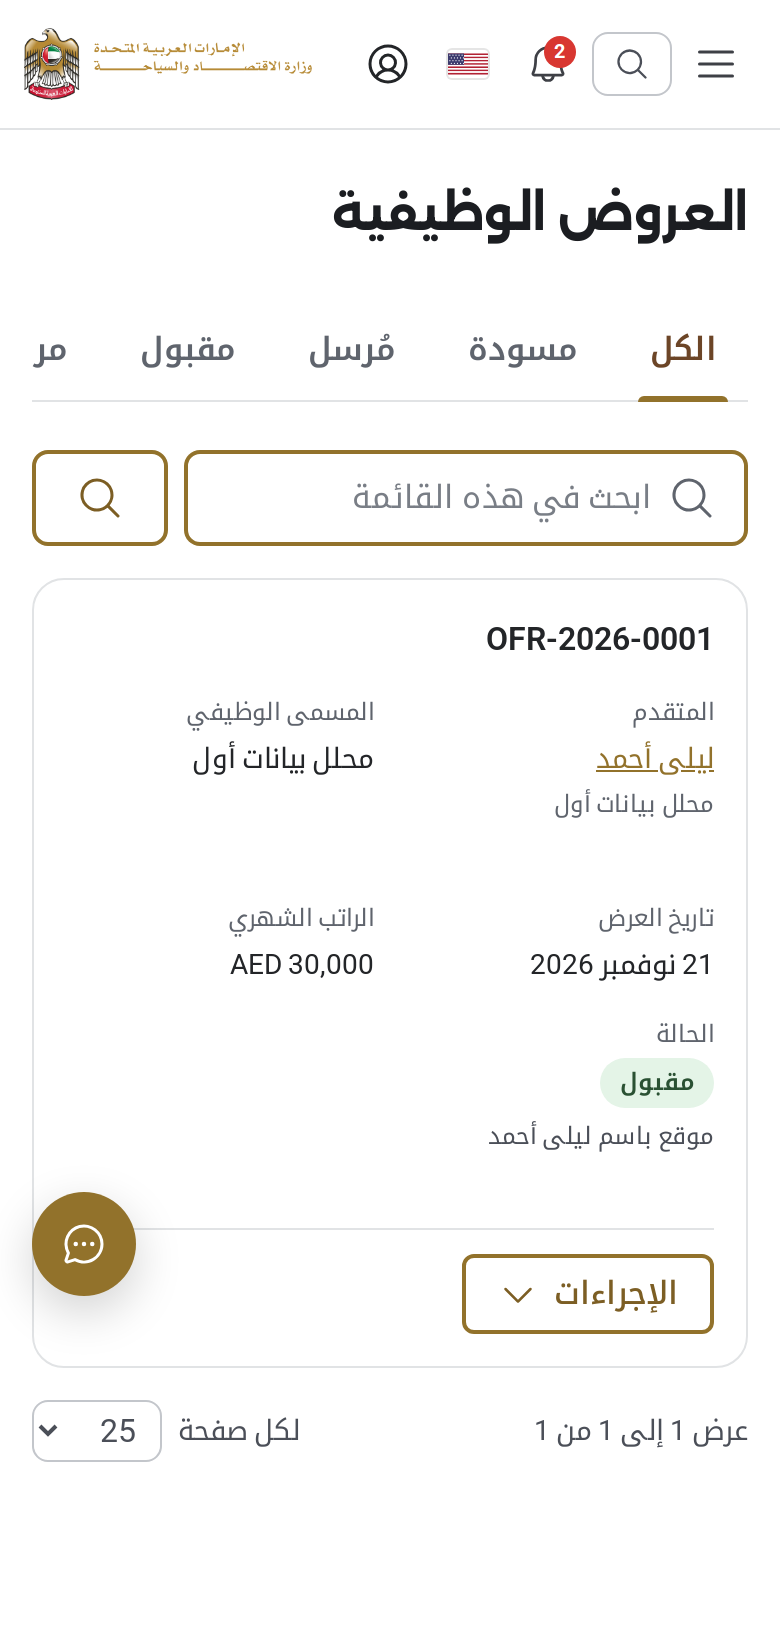 الإمارات العربية المتحدة
وزارة الاقتصاد والسياحة
2
العروض الوظيفية
الكل
مسودة
مُرسل
مقبول
مر
ابحث في هذه القائمة
OFR-2026-0001
المتقدم
ليلى أحمد
محلل بيانات أول
المسمى الوظيفي
محلل بيانات أول
تاريخ العرض
21 نوفمبر 2026
الراتب الشهري
AED 30,000
الحالة
مقبول
موقع باسم ليلى أحمد
الإجراءات
عرض 1 إلى 1 من 1
لكل صفحة
25